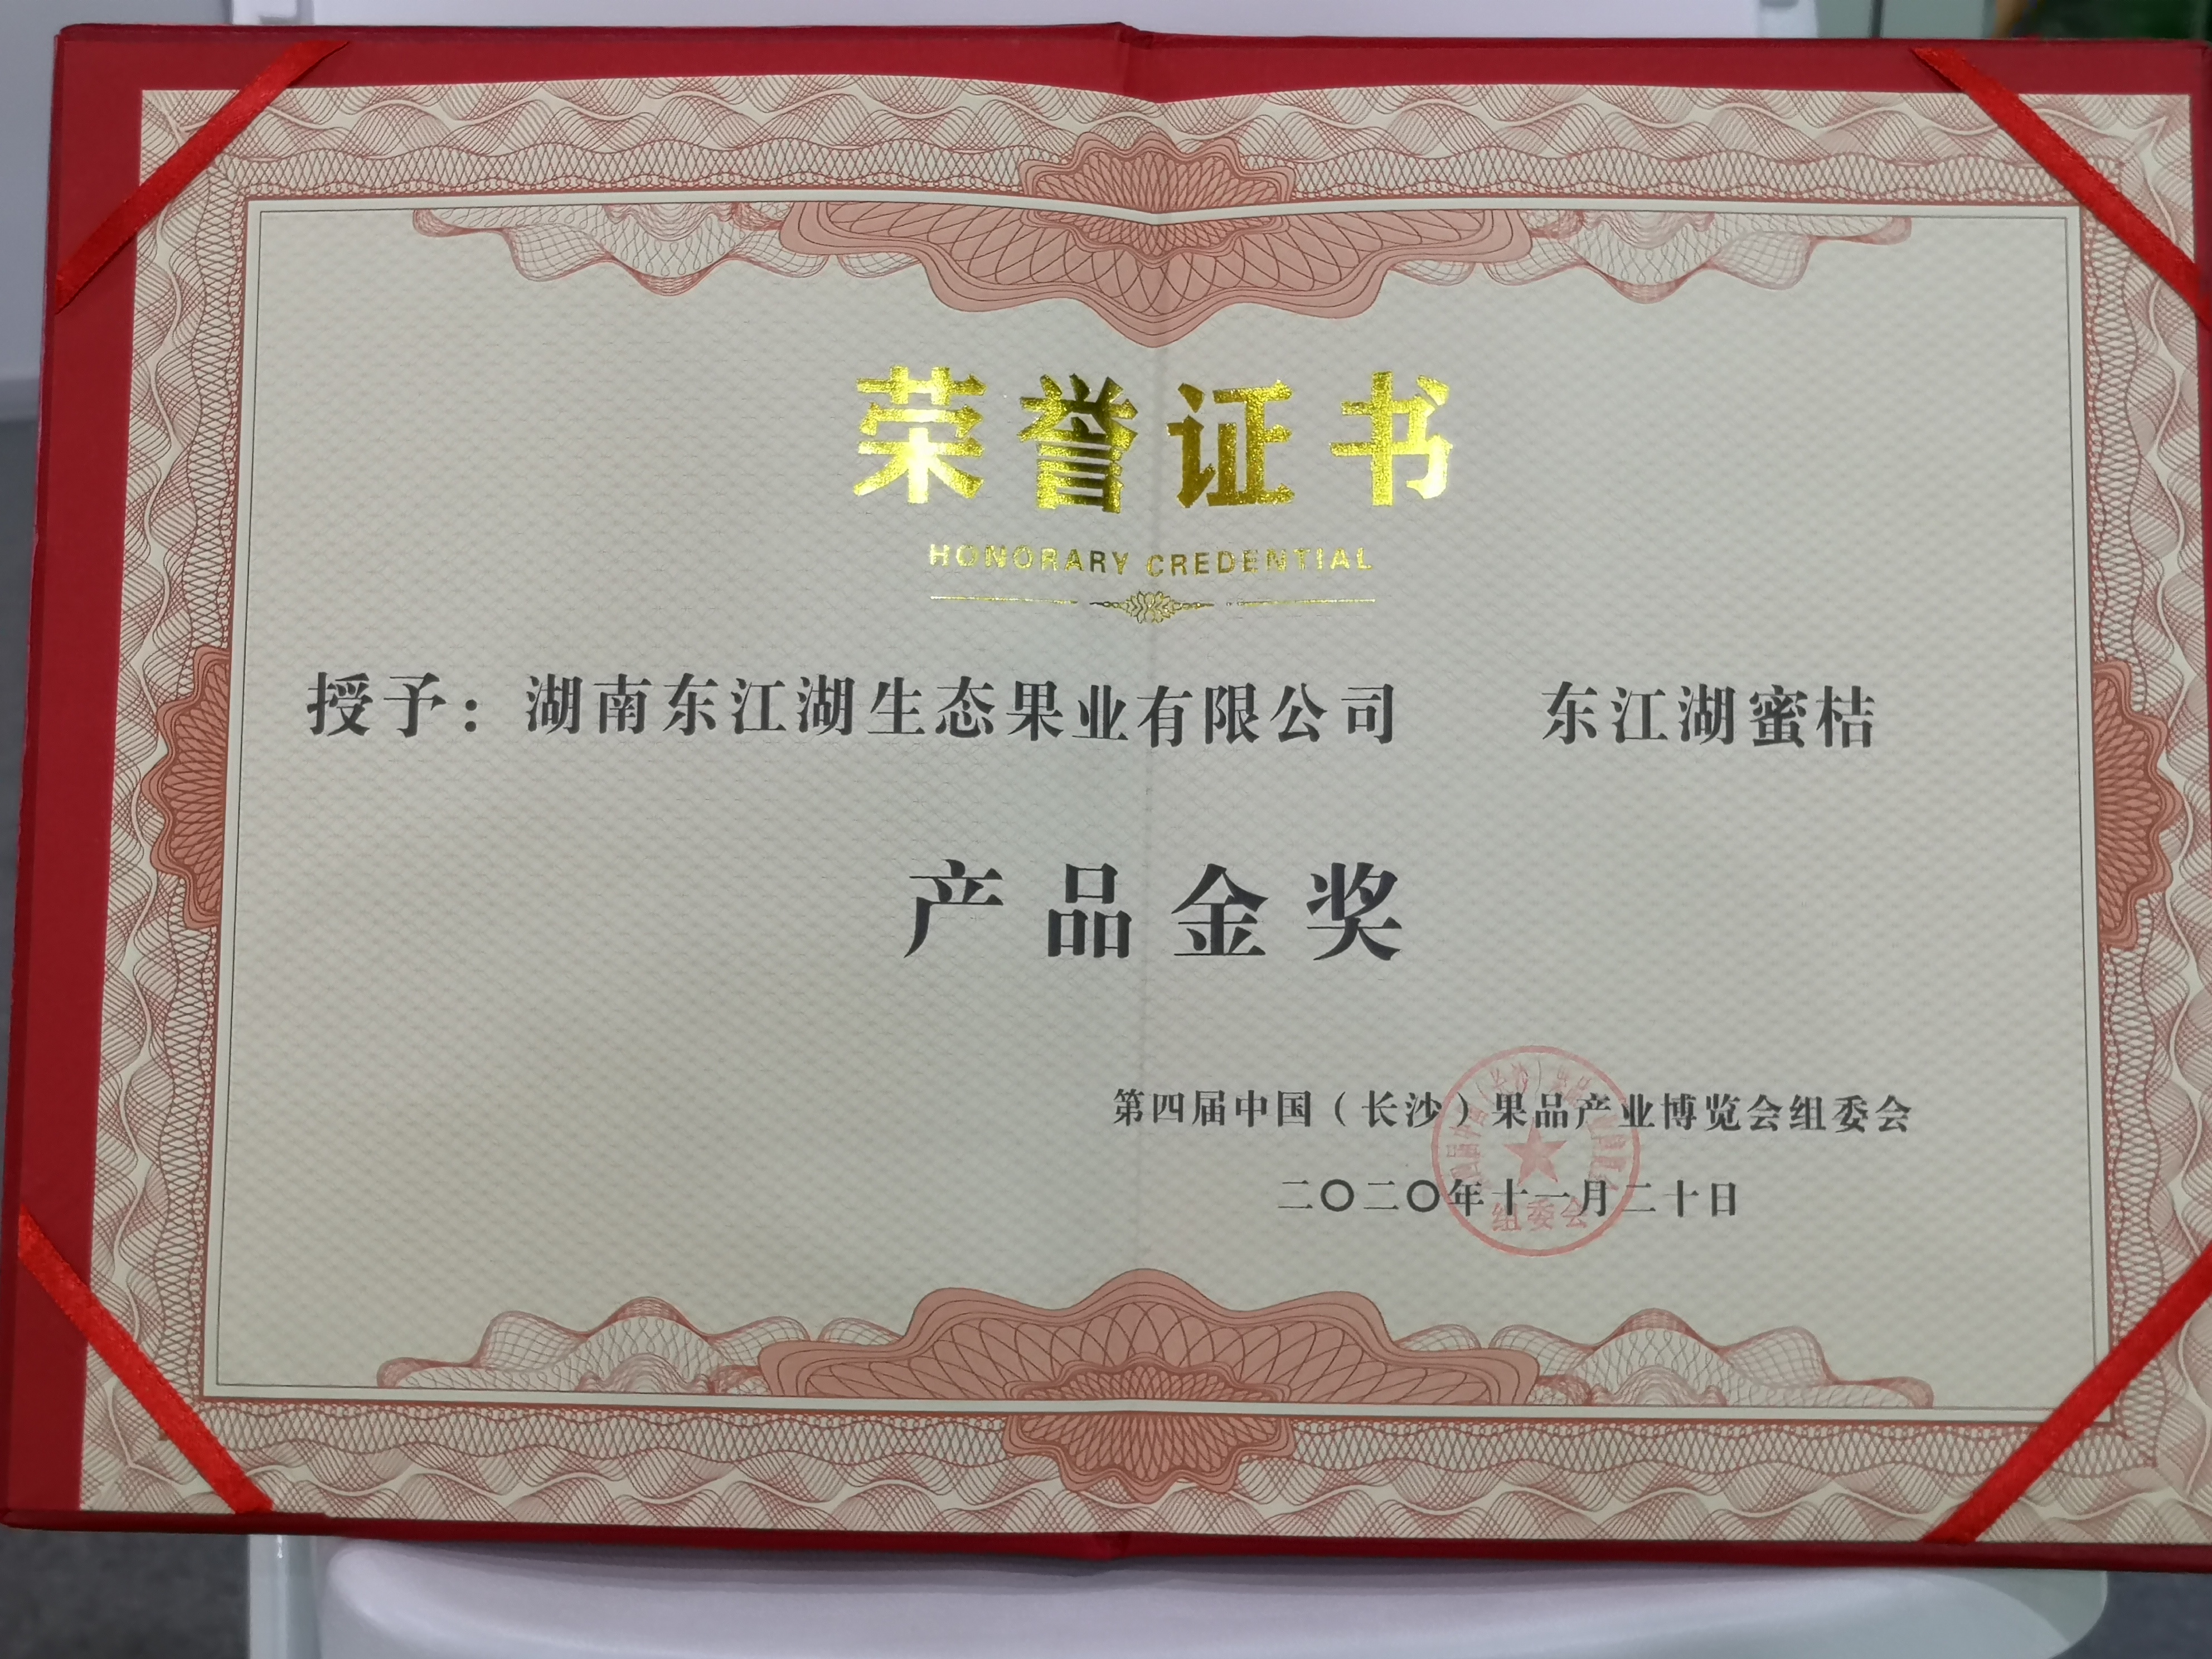 荣誉证书
HONORARY CREDENTIAL
授予：湖南东江湖生态果业有限公司 东江湖蜜桔
产品金奖
第四届中国（长沙）果品产业博览会组委会
二〇二〇年十一月二十日
组委会